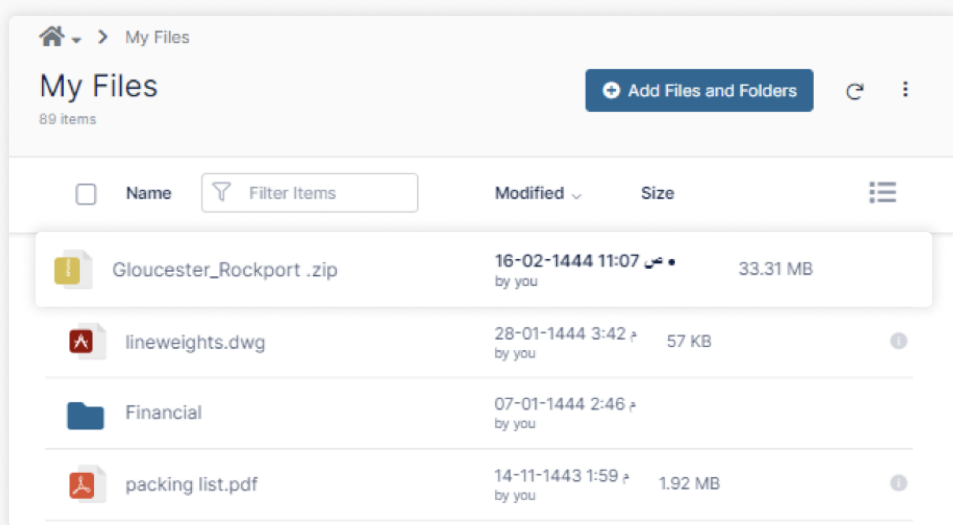 My Files
My Files
89 items
Add Files and Folders
Name
Filter Items
Modified
Size
Gloucester_Rockport .zip
16-02-1444 11:07 ص
33.31 MB
by you
lineweights.dwg
28-01-1444 3:42 م
57 KB
by you
Financial
07-01-1444 2:46 م
by you
packing list.pdf
14-11-1443 1:59 م
1.92 MB
by you